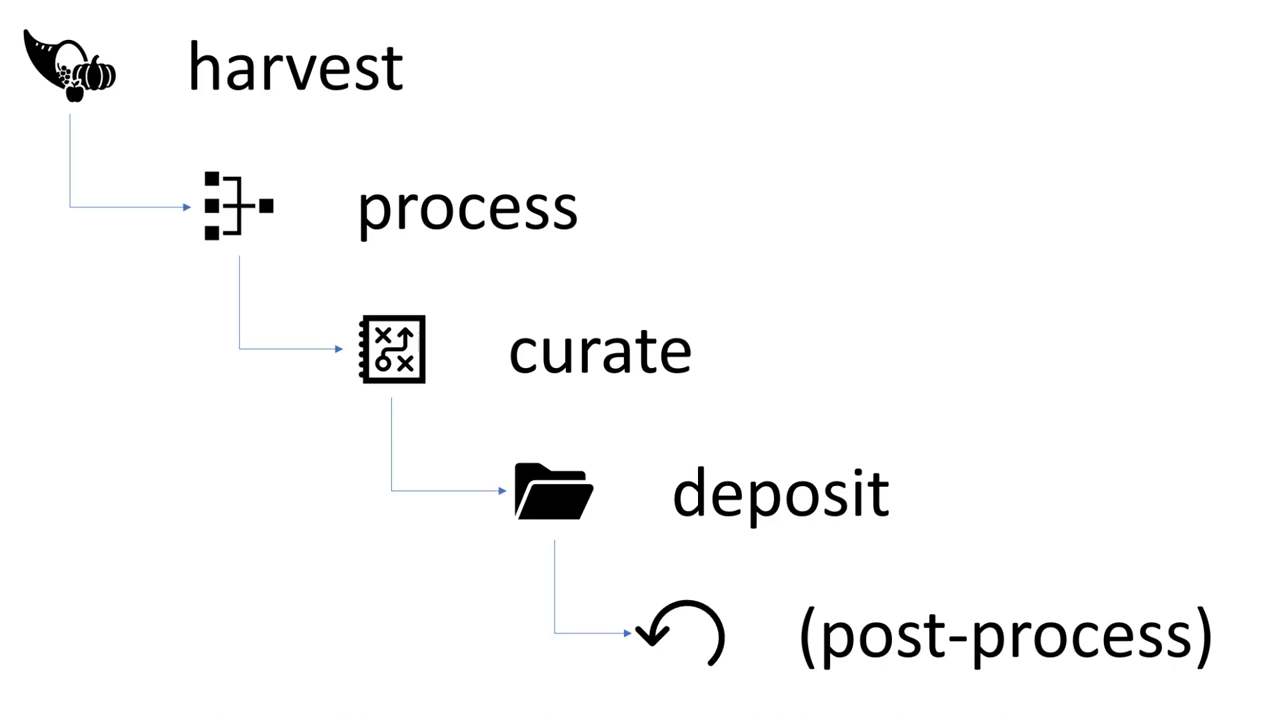 harvest
process
curate
deposit
(post-process)